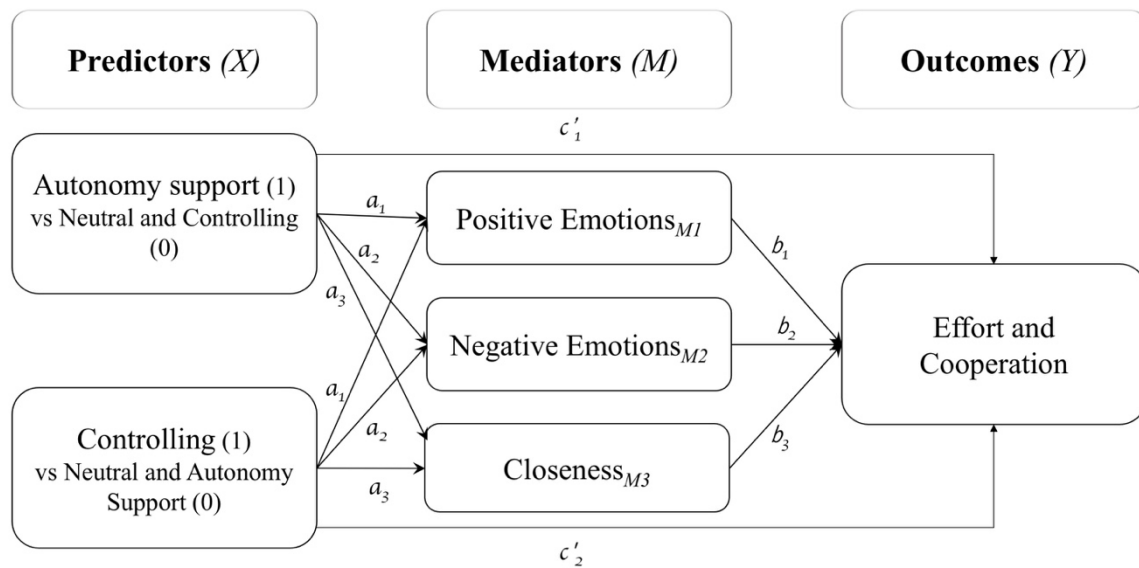 Predictors (X)
Mediators (M)
Outcomes (Y)
c′1
Autonomy support (1)
vs Neutral and Controlling
(0)
a1
a2
a3
Positive EmotionsM1
b1
Negative EmotionsM2
b2
Effort and
Cooperation
a1
a2
a3
Controlling (1)
vs Neutral and Autonomy
Support (0)
ClosenessM3
b3
c′2